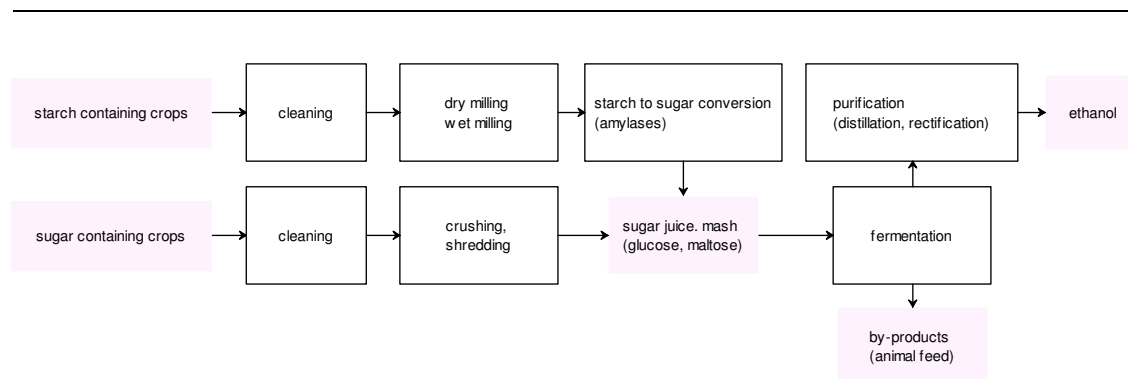 starch containing crops
cleaning
dry milling
wet milling
starch to sugar conversion
(amylases)
purification
(distillation, rectification)
ethanol
sugar containing crops
cleaning
crushing,
shredding
sugar juice. mash
(glucose, maltose)
fermentation
by-products
(animal feed)